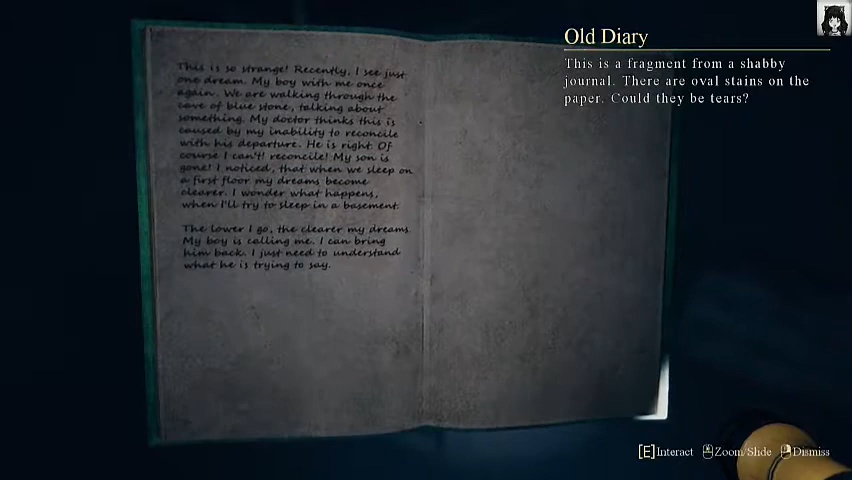 This is so strange! Recently, I see just
one dream. My boy with me once
again. We are walking through the
cave of blue stone, talking about
something. My doctor thinks this is
caused by my inability to reconcile
with his departure. He is right. Of
course I can't! reconcile! My son is
gone! I noticed, that when we sleep on
a first floor my dreams become
clearer. I wonder what happens,
when I'll try to sleep in a basement.
The lower I go, the clearer my dreams.
My boy is calling me. I can bring
him back. I just need to understand
what he is trying to say.
Old Diary
This is a fragment from a shabby
journal. There are oval stains on the
paper. Could they be tears?
[E]Interact Zoom/Slide Dismiss